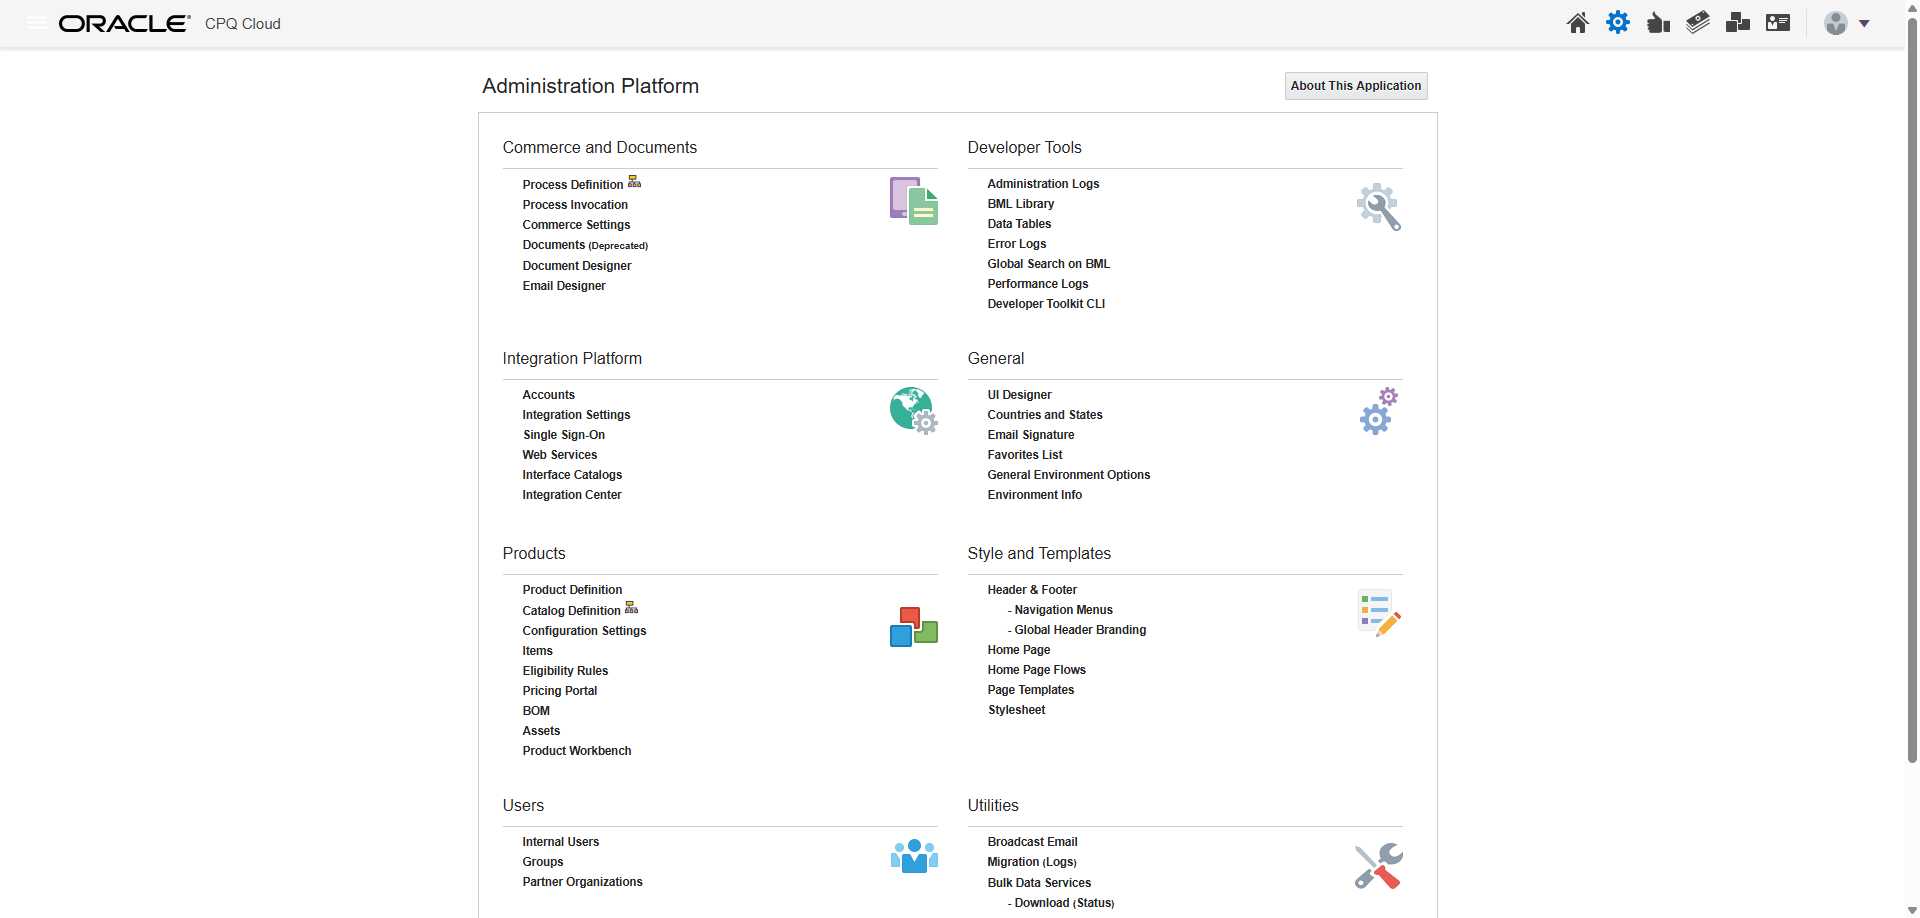 ORACLE® CPQ Cloud
Administration Platform
About This Application
Commerce and Documents
Process Definition
Process Invocation
Commerce Settings
Documents (Deprecated)
Document Designer
Email Designer
Developer Tools
Administration Logs
BML Library
Data Tables
Error Logs
Global Search on BML
Performance Logs
Developer Toolkit CLI
Integration Platform
Accounts
Integration Settings
Single Sign-On
Web Services
Interface Catalogs
Integration Center
General
UI Designer
Countries and States
Email Signature
Favorites List
General Environment Options
Environment Info
Products
Product Definition
Catalog Definition
Configuration Settings
Items
Eligibility Rules
Pricing Portal
BOM
Assets
Product Workbench
Style and Templates
Header & Footer
- Navigation Menus
- Global Header Branding
Home Page
Home Page Flows
Page Templates
Stylesheet
Users
Internal Users
Groups
Partner Organizations
Utilities
Broadcast Email
Migration (Logs)
Bulk Data Services
- Download (Status)